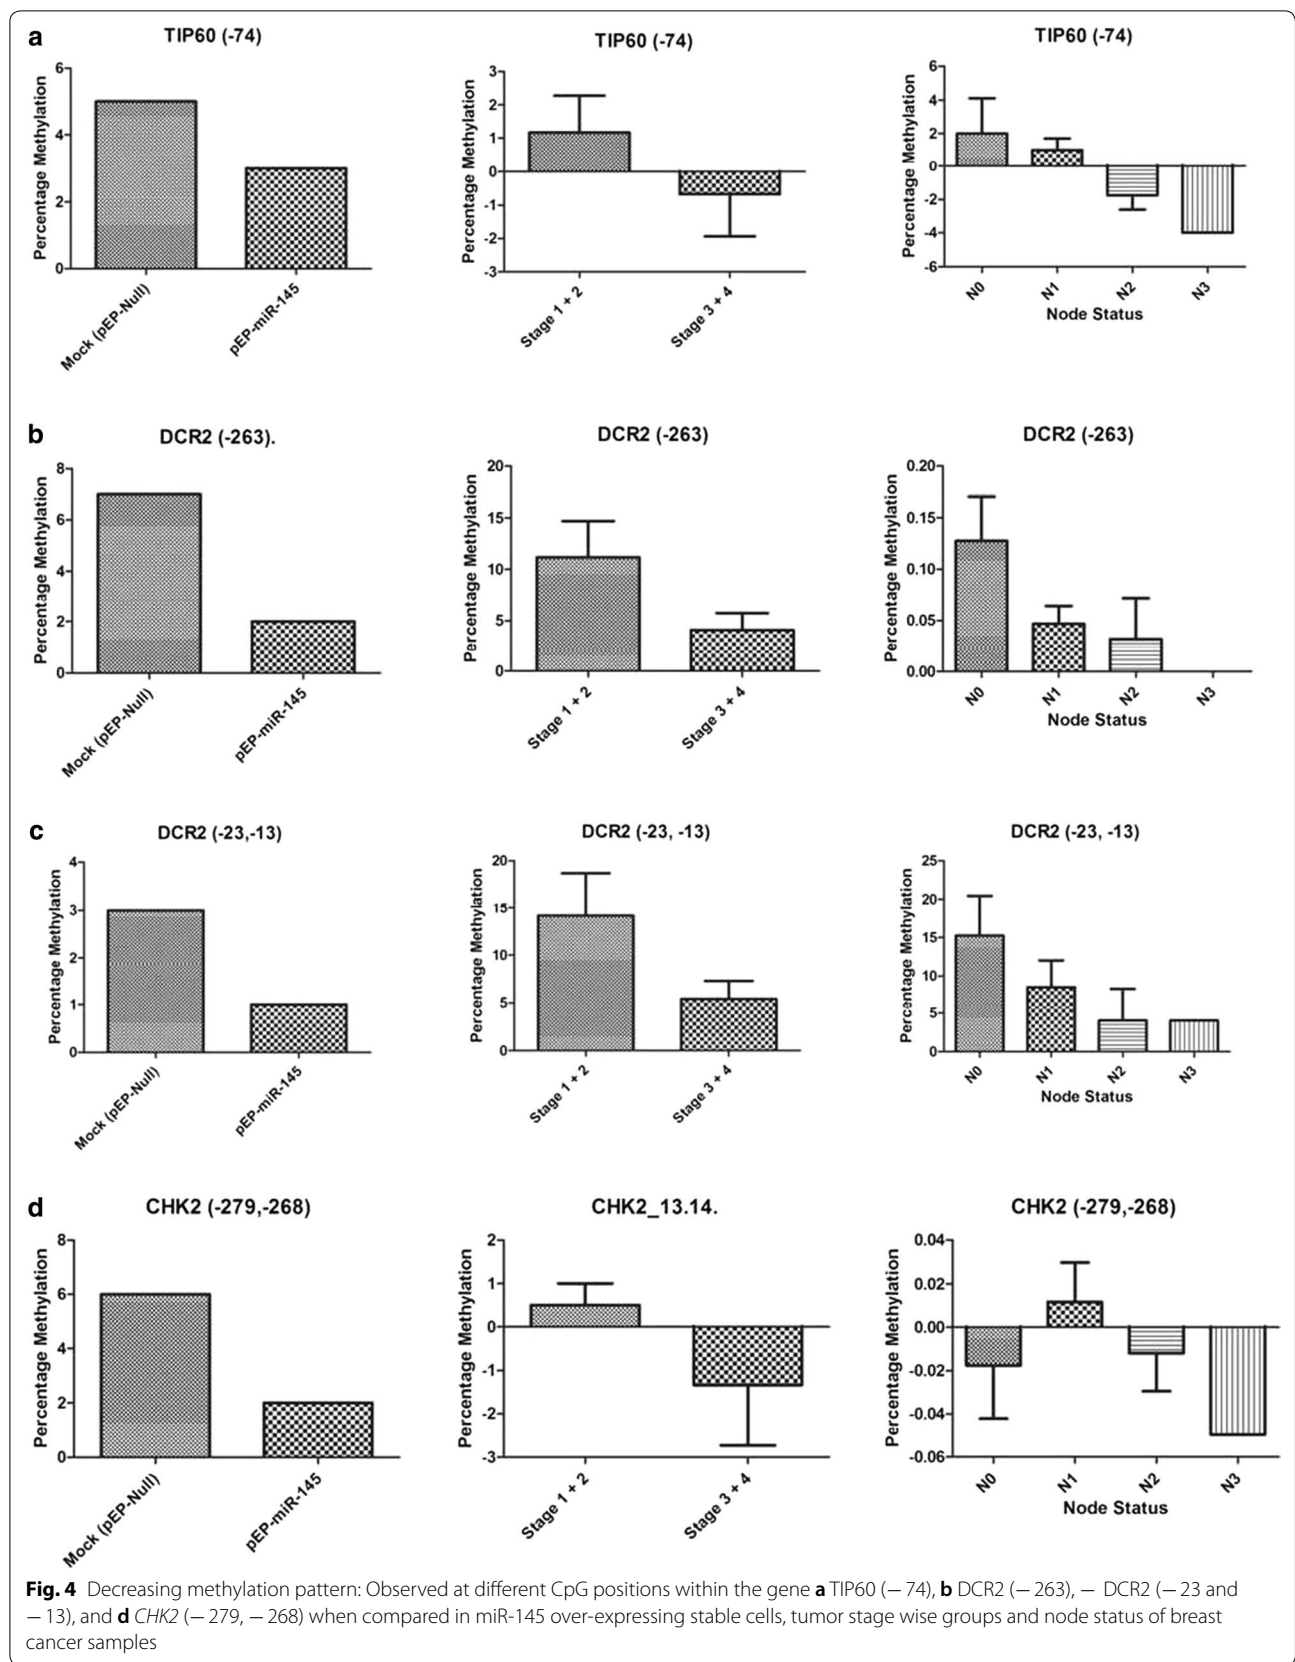 a
TIP60 (-74)
Percentage Methylation
6
4
2
0
Mock (pEP-Null)
pEP-miR-145
TIP60 (-74)
Percentage Methylation
3
2
1
0
-1
-2
-3
Stage 1 + 2
Stage 3 + 4
TIP60 (-74)
Percentage Methylation
6
4
2
0
-2
-4
-6
N0
N1
N2
N3
Node Status
b
DCR2 (-263).
Percentage Methylation
8
6
4
2
0
Mock (pEP-Null)
pEP-miR-145
DCR2 (-263)
Percentage Methylation
20
15
10
5
0
Stage 1 + 2
Stage 3 + 4
DCR2 (-263)
Percentage Methylation
0.20
0.15
0.10
0.05
0.00
N0
N1
N2
N3
Node Status
c
DCR2 (-23,-13)
Percentage Methylation
4
3
2
1
0
Mock (pEP-Null)
pEP-miR-145
DCR2 (-23, -13)
Percentage Methylation
20
15
10
5
0
Stage 1 + 2
Stage 3 + 4
DCR2 (-23, -13)
Percentage Methylation
25
20
15
10
5
0
N0
N1
N2
N3
Node Status
d
CHK2 (-279,-268)
Percentage Methylation
8
6
4
2
0
Mock (pEP-Null)
pEP-miR-145
CHK2_13.14.
Percentage Methylation
2
1
0
-1
-2
-3
Stage 1 + 2
Stage 3 + 4
CHK2 (-279,-268)
Percentage Methylation
0.04
0.02
0.00
-0.02
-0.04
-0.06
N0
N1
N2
N3
Node Status
Fig. 4 Decreasing methylation pattern: Observed at different CpG positions within the gene a TIP60 (− 74), b DCR2 (− 263), − DCR2 (− 23 and
− 13), and d CHK2 (− 279, − 268) when compared in miR-145 over-expressing stable cells, tumor stage wise groups and node status of breast
cancer samples